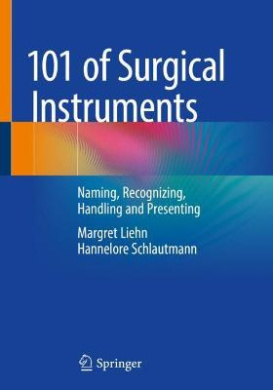 101 of Surgical
Instruments
Naming, Recognizing,
Handling and Presenting
Margret Liehn
Hannelore Schlautmann
Springer